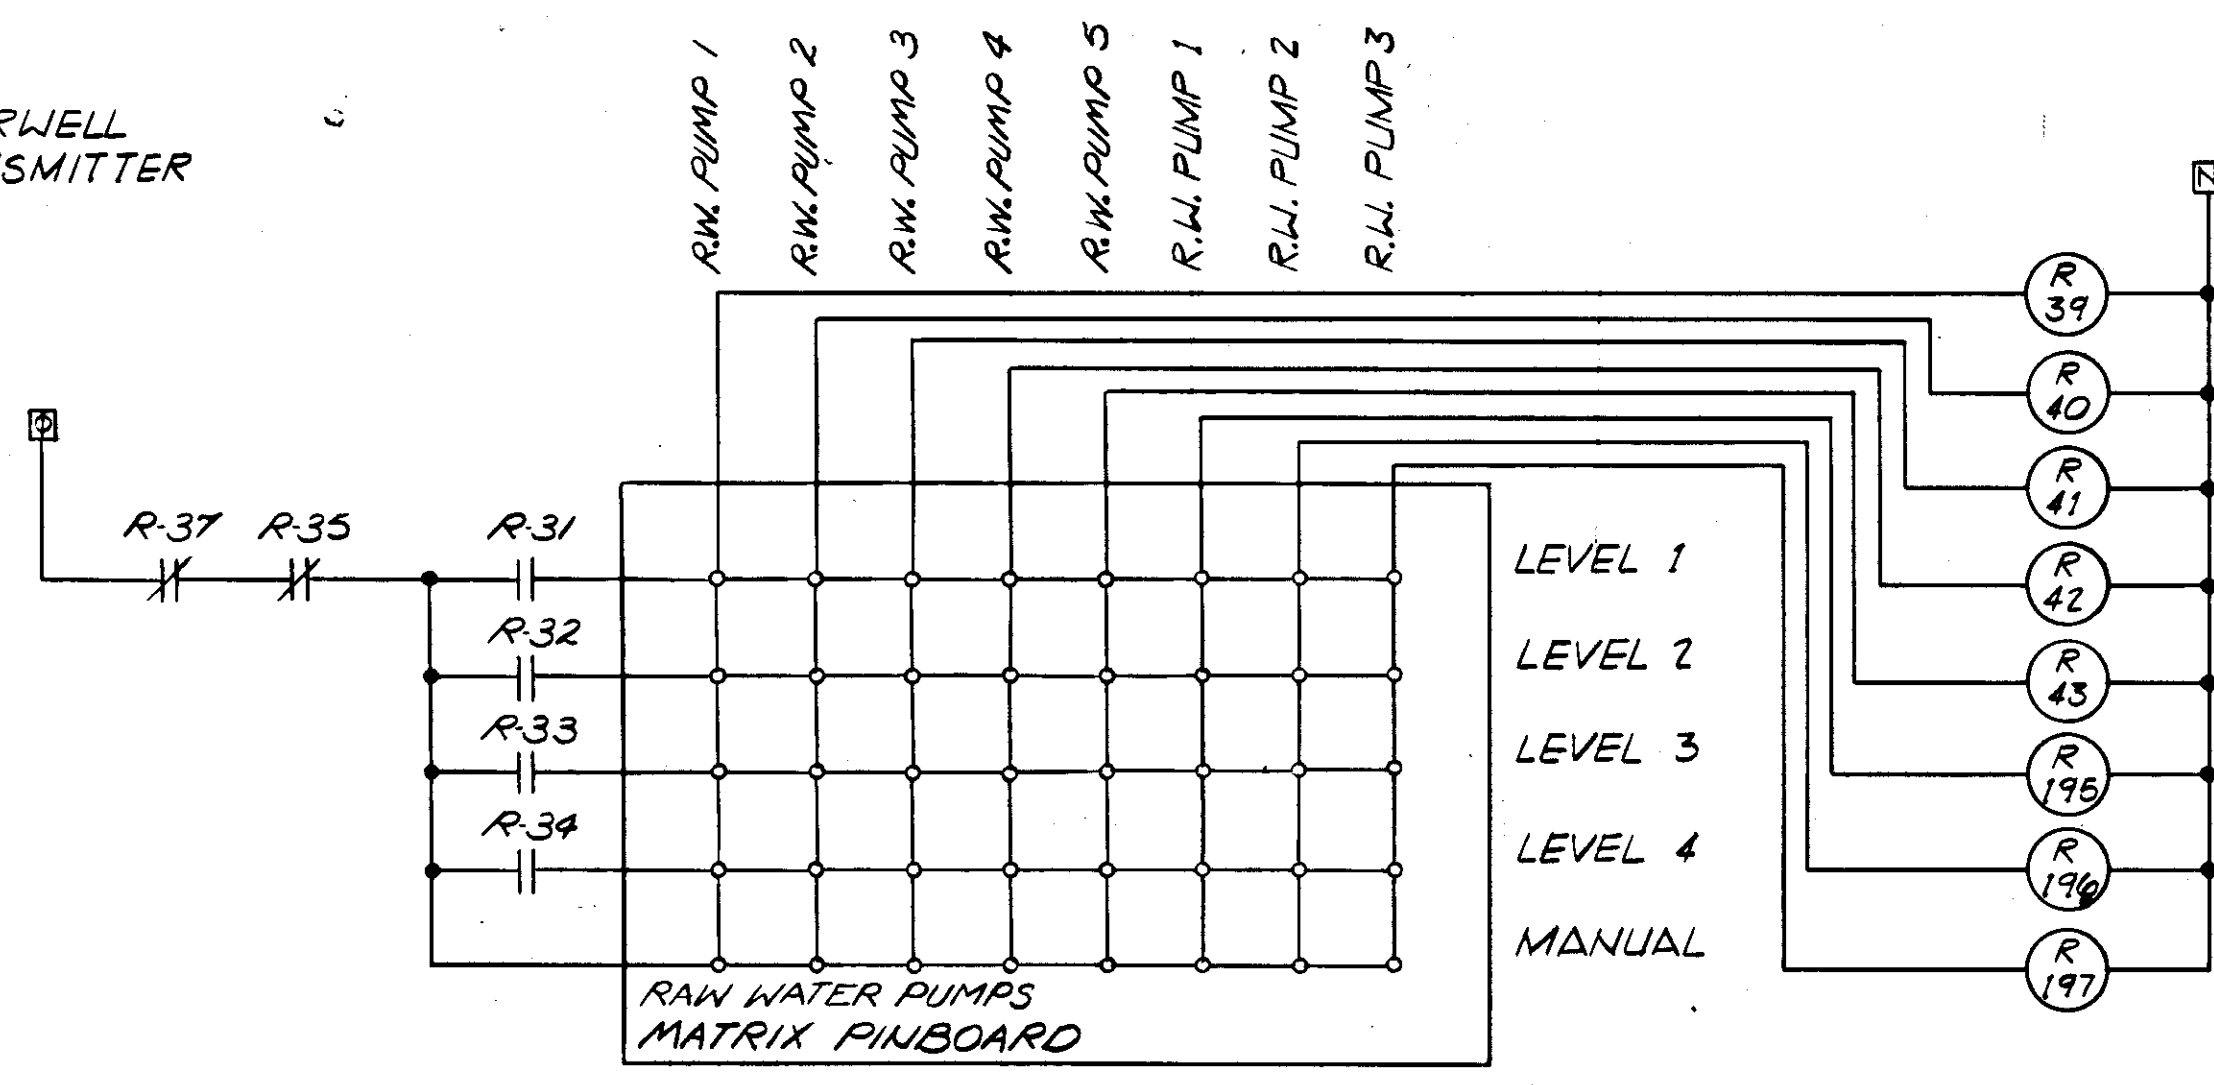 RWELL
SMITTER
R.W. PUMP 1
R.W. PUMP 2
R.W. PUMP 3
R.W. PUMP 4
R.W. PUMP 5
R.W. PUMP 1
R.W. PUMP 2
R.W. PUMP 3
R
39
R
40
R
41
R
42
R
43
R
195
R
196
R
197
Z
Φ
R-37
R-35
R-31
R-32
R-33
R-34
LEVEL 1
LEVEL 2
LEVEL 3
LEVEL 4
MANUAL
RAW WATER PUMPS
MATRIX PINBOARD